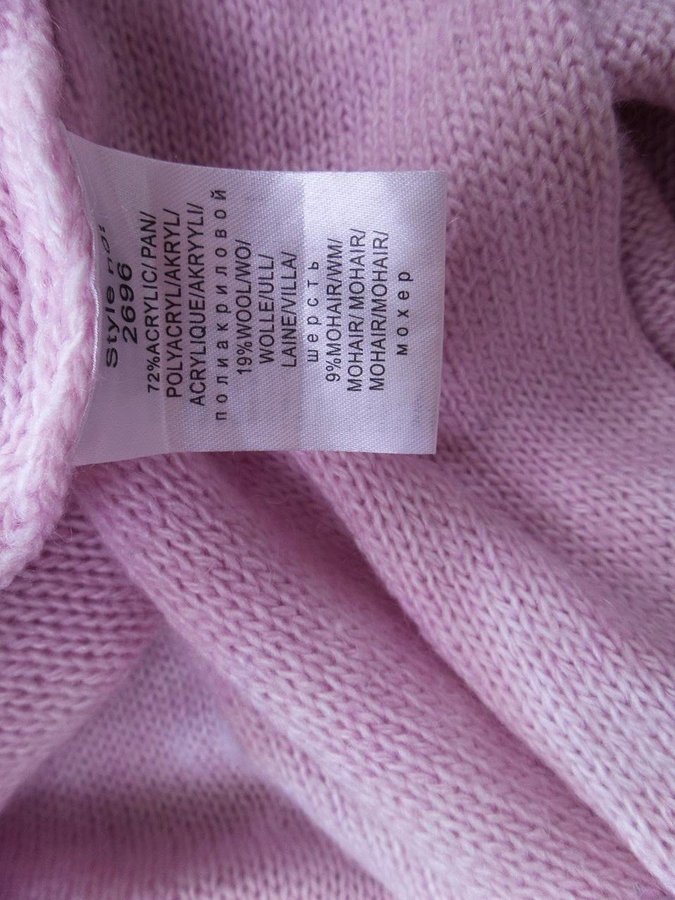 Style no:
2696
72%ACRYLIC/PAN/
POLYACRYL/AKRYL/
ACRYLIQUE/AKRYYLI/
полиакриловой
19%WOOL/WO/
WOLLE/ULL/
LAINE/VILLA/
шерсть
9%MOHAIR/WM/
MOHAIR/MOHAIR/
MOHAIR/MOHAIR/
мохер